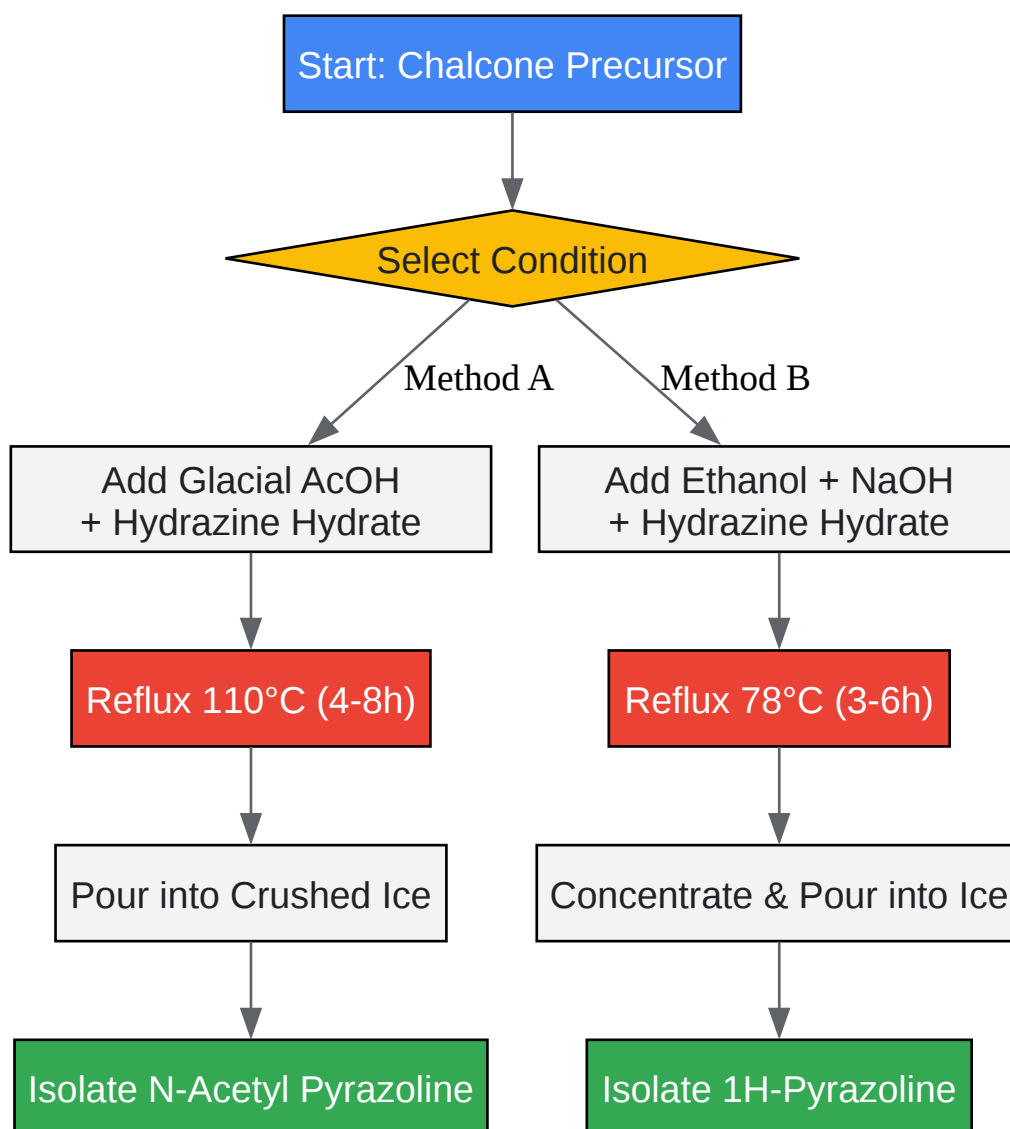 Start: Chalcone Precursor
Select Condition
Method A
Method B
Add Glacial AcOH
+ Hydrazine Hydrate
Add Ethanol + NaOH
+ Hydrazine Hydrate
Reflux 110°C (4-8h)
Reflux 78°C (3-6h)
Pour into Crushed Ice
Concentrate & Pour into Ice
Isolate N-Acetyl Pyrazoline
Isolate 1H-Pyrazoline